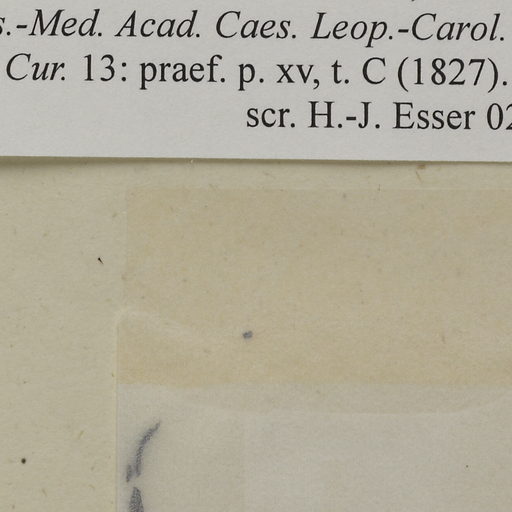 s.-Med. Acad. Caes. Leop.-Carol.
Cur. 13: praef. p. xv, t. C (1827).
scr. H.-J. Esser 02